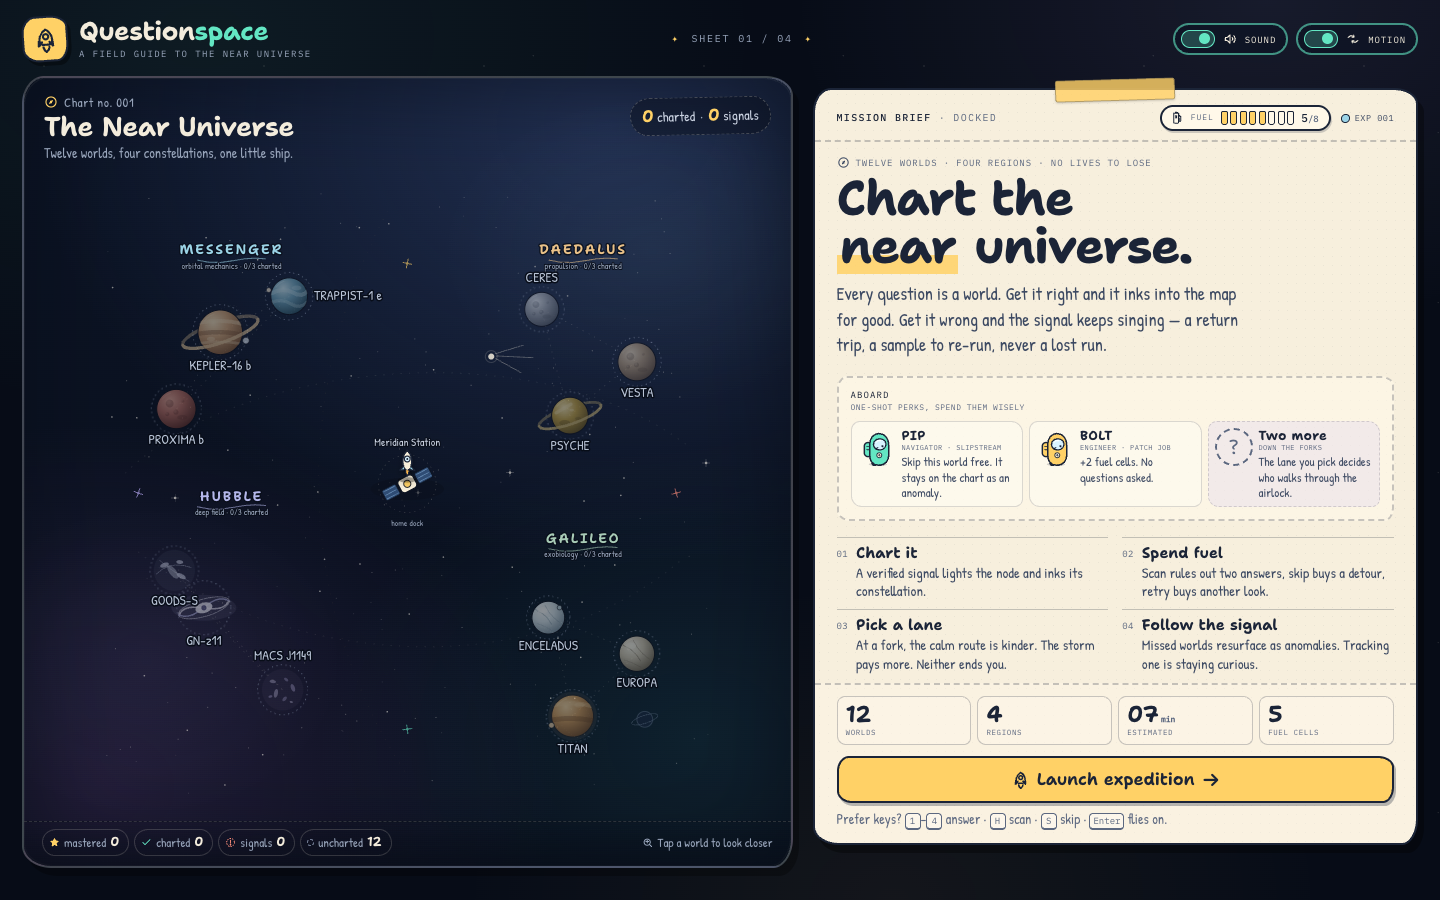 Questionspace
A FIELD GUIDE TO THE NEAR UNIVERSE
SHEET 01 / 04
SOUND
MOTION
Chart no. 001
The Near Universe
Twelve worlds, four constellations, one little ship.
0 charted · 0 signals
MESSENGER
orbital mechanics · 0/3 charted
TRAPPIST-1 e
KEPLER-16 b
PROXIMA b
DAEDALUS
propulsion · 0/3 charted
CERES
VESTA
PSYCHE
Meridian Station
home dock
HUBBLE
deep field · 0/3 charted
GOODS-S
GN-z11
MACS J1149
GALILEO
exobiology · 0/3 charted
ENCELADUS
EUROPA
TITAN
mastered 0
charted 0
signals 0
uncharted 12
Tap a world to look closer
MISSION BRIEF · DOCKED
FUEL 5/8
EXP 001
TWELVE WORLDS · FOUR REGIONS · NO LIVES TO LOSE
Chart the
near universe.
Every question is a world. Get it right and it inks into the map
for good. Get it wrong and the signal keeps singing — a return
trip, a sample to re-run, never a lost run.
ABOARD
ONE-SHOT PERKS, SPEND THEM WISELY
PIP
NAVIGATOR · SLIPSTREAM
Skip this world free. It
stays on the chart as an
anomaly.
BOLT
ENGINEER · PATCH JOB
+2 fuel cells. No
questions asked.
?
Two more
DOWN THE FORKS
The lane you pick decides
who walks through the
airlock.
01 Chart it
A verified signal lights the node and inks its
constellation.
02 Spend fuel
Scan rules out two answers, skip buys a detour,
retry buys another look.
03 Pick a lane
At a fork, the calm route is kinder. The storm
pays more. Neither ends you.
04 Follow the signal
Missed worlds resurface as anomalies. Tracking
one is staying curious.
12
WORLDS
4
REGIONS
07 min
ESTIMATED
5
FUEL CELLS
Launch expedition →
Prefer keys? 1–4 answer · H scan · S skip · Enter flies on.